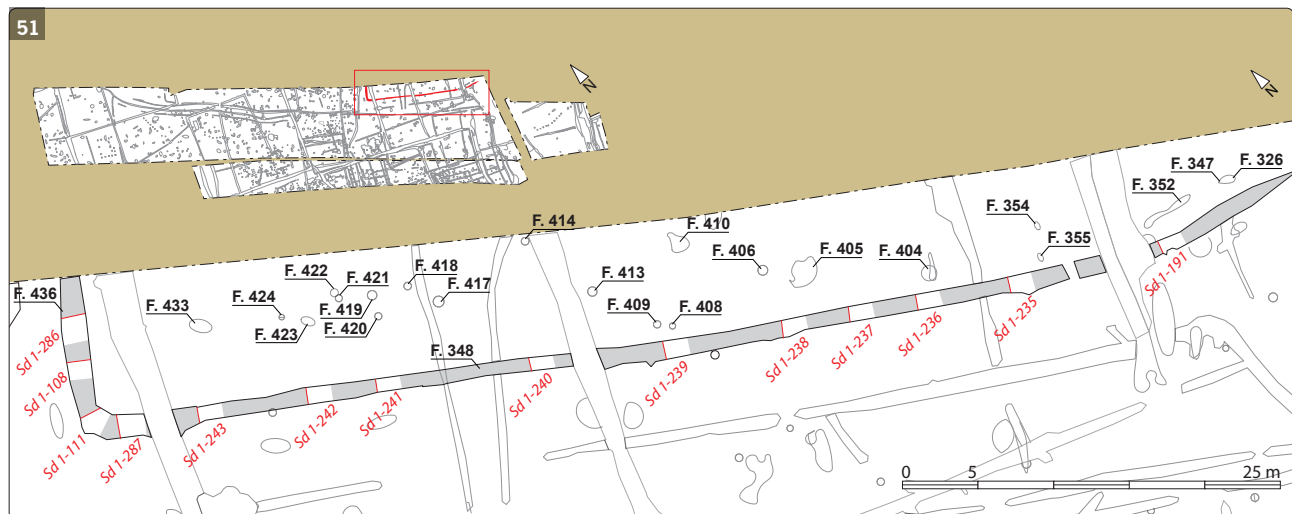 51
N
N
F. 347
F. 326
F. 352
F. 354
F. 414
F. 410
F. 355
F. 406
F. 405
F. 404
F. 422
F. 421
F. 418
F. 417
F. 413
F. 436
F. 433
F. 424
F. 419
F. 423
F. 420
F. 409
F. 408
F. 348
Sd 1-191
Sd 1-286
Sd 1-235
Sd 1-236
Sd 1-237
Sd 1-238
Sd 1-108
Sd 1-239
Sd 1-240
Sd 1-241
Sd 1-242
Sd 1-243
Sd 1-287
Sd 1-111
0 5 25 m